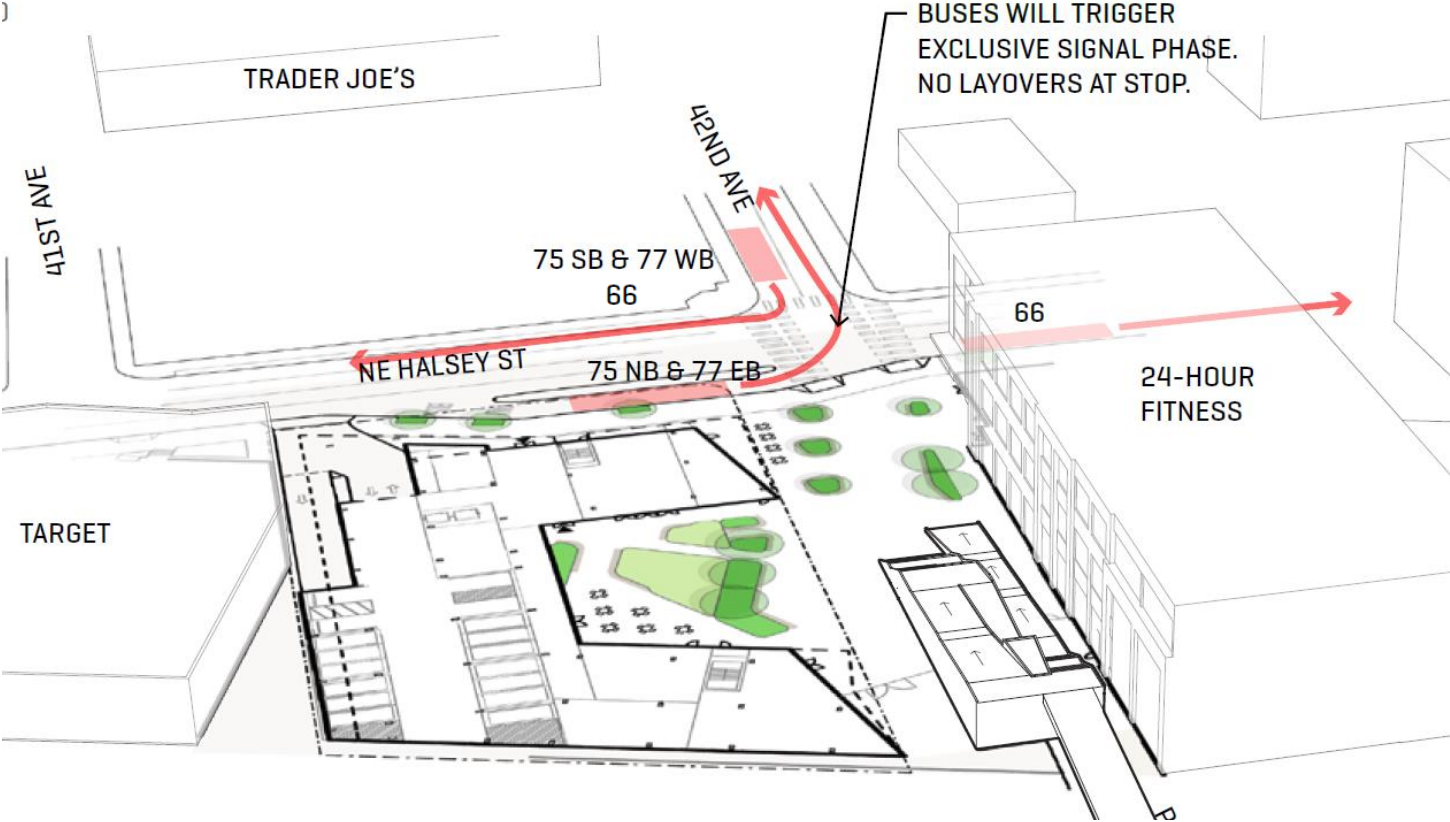 BUSES WILL TRIGGER
EXCLUSIVE SIGNAL PHASE.
NO LAYOVERS AT STOP.
TRADER JOE'S
42ND AVE
41ST AVE
75 SB & 77 WB
66
66
NE HALSEY ST
75 NB & 77 EB
24-HOUR
FITNESS
TARGET